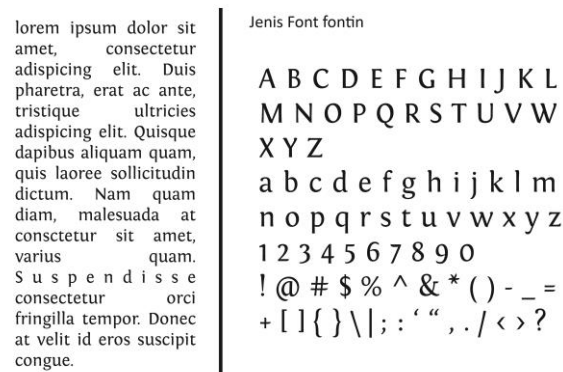 lorem ipsum dolor sit
amet, consectetur
adispicing elit. Duis
pharetra, erat ac ante,
tristique ultricies
adispicing elit. Quisque
dapibus aliquam quam,
quis laoree sollicitudin
dictum. Nam quam
diam, malesuada at
consctetur sit amet,
varius quam.
Suspendisse
consectetur orci
fringilla tempor. Donec
at velit id eros suscipit
congue.
Jenis Font fontin
A B C D E F G H I J K L
M N O P Q R S T U V W
X Y Z
a b c d e f g h i j k l m
n o p q r s t u v w x y z
1 2 3 4 5 6 7 8 9 0
! @ # $ % ^ & * ( ) - _ =
+ [ ] { } \ | ; : ‘ “ , . / < > ?